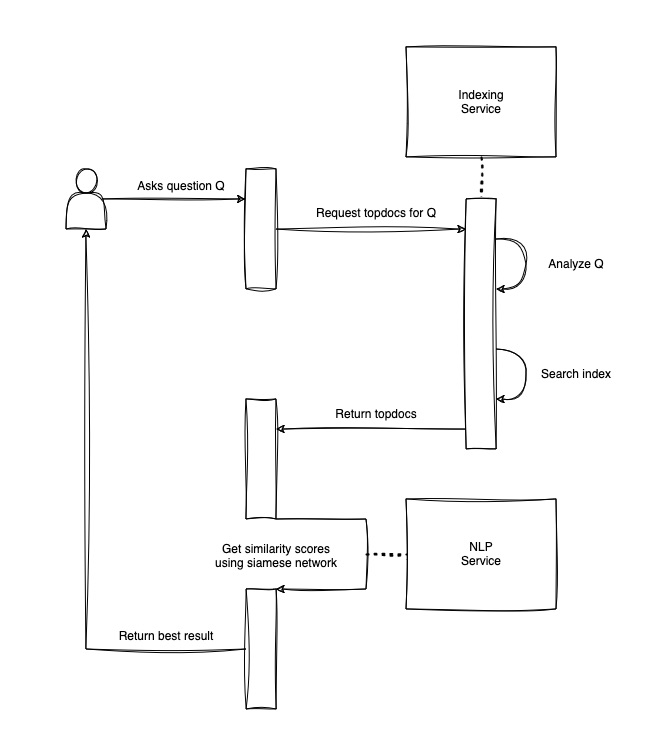 Indexing
Service
Asks question Q
Request topdocs for Q
Analyze Q
Search index
Return topdocs
Get similarity scores
using siamese network
NLP
Service
Return best result